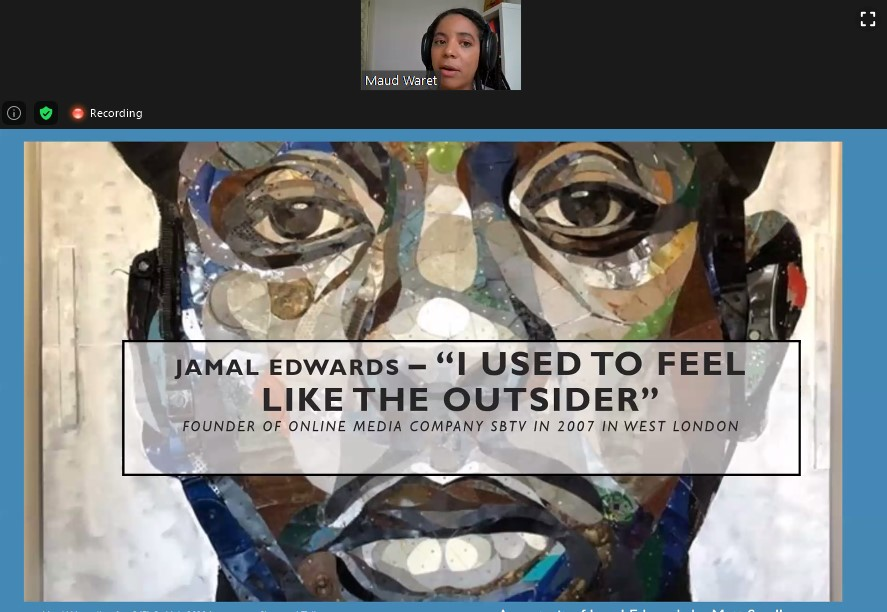 Maud Waret
Recording
JAMAL EDWARDS – “I USED TO FEEL
LIKE THE OUTSIDER”
FOUNDER OF ONLINE MEDIA COMPANY SBTV IN 2007 IN WEST LONDON